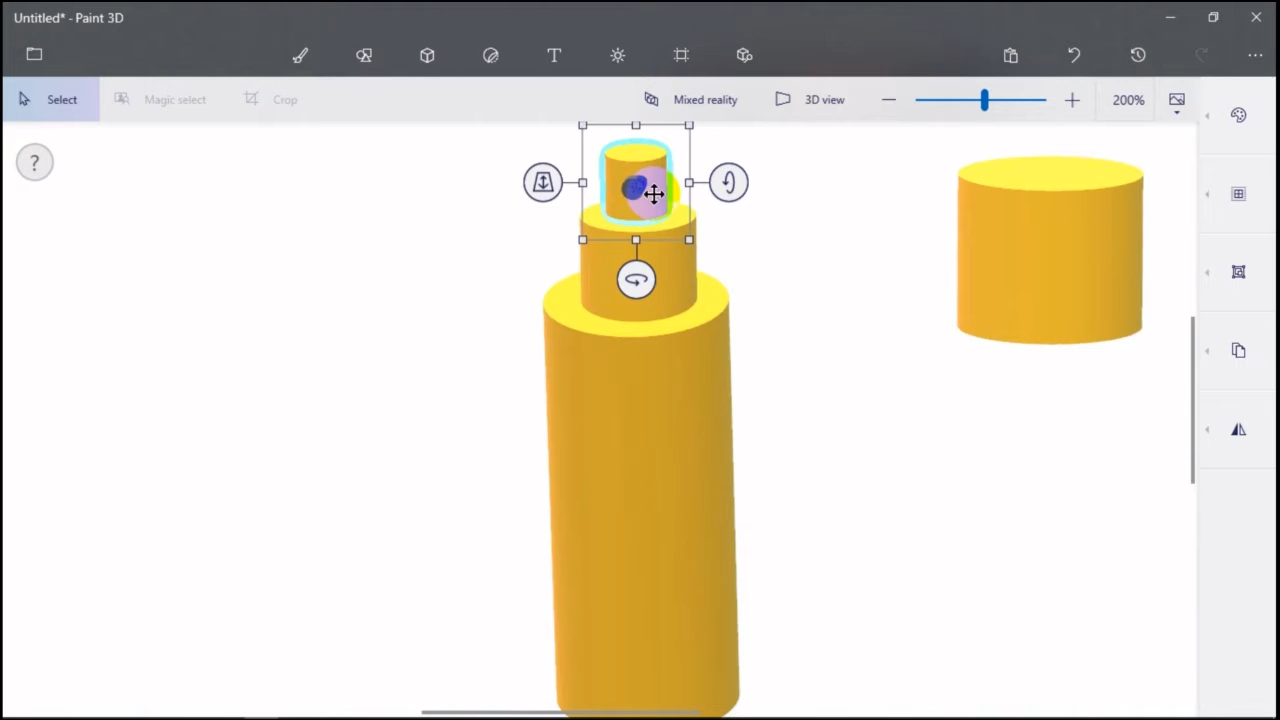 Untitled* - Paint 3D
Select
Magic select
Crop
Mixed reality
3D view
200%
?